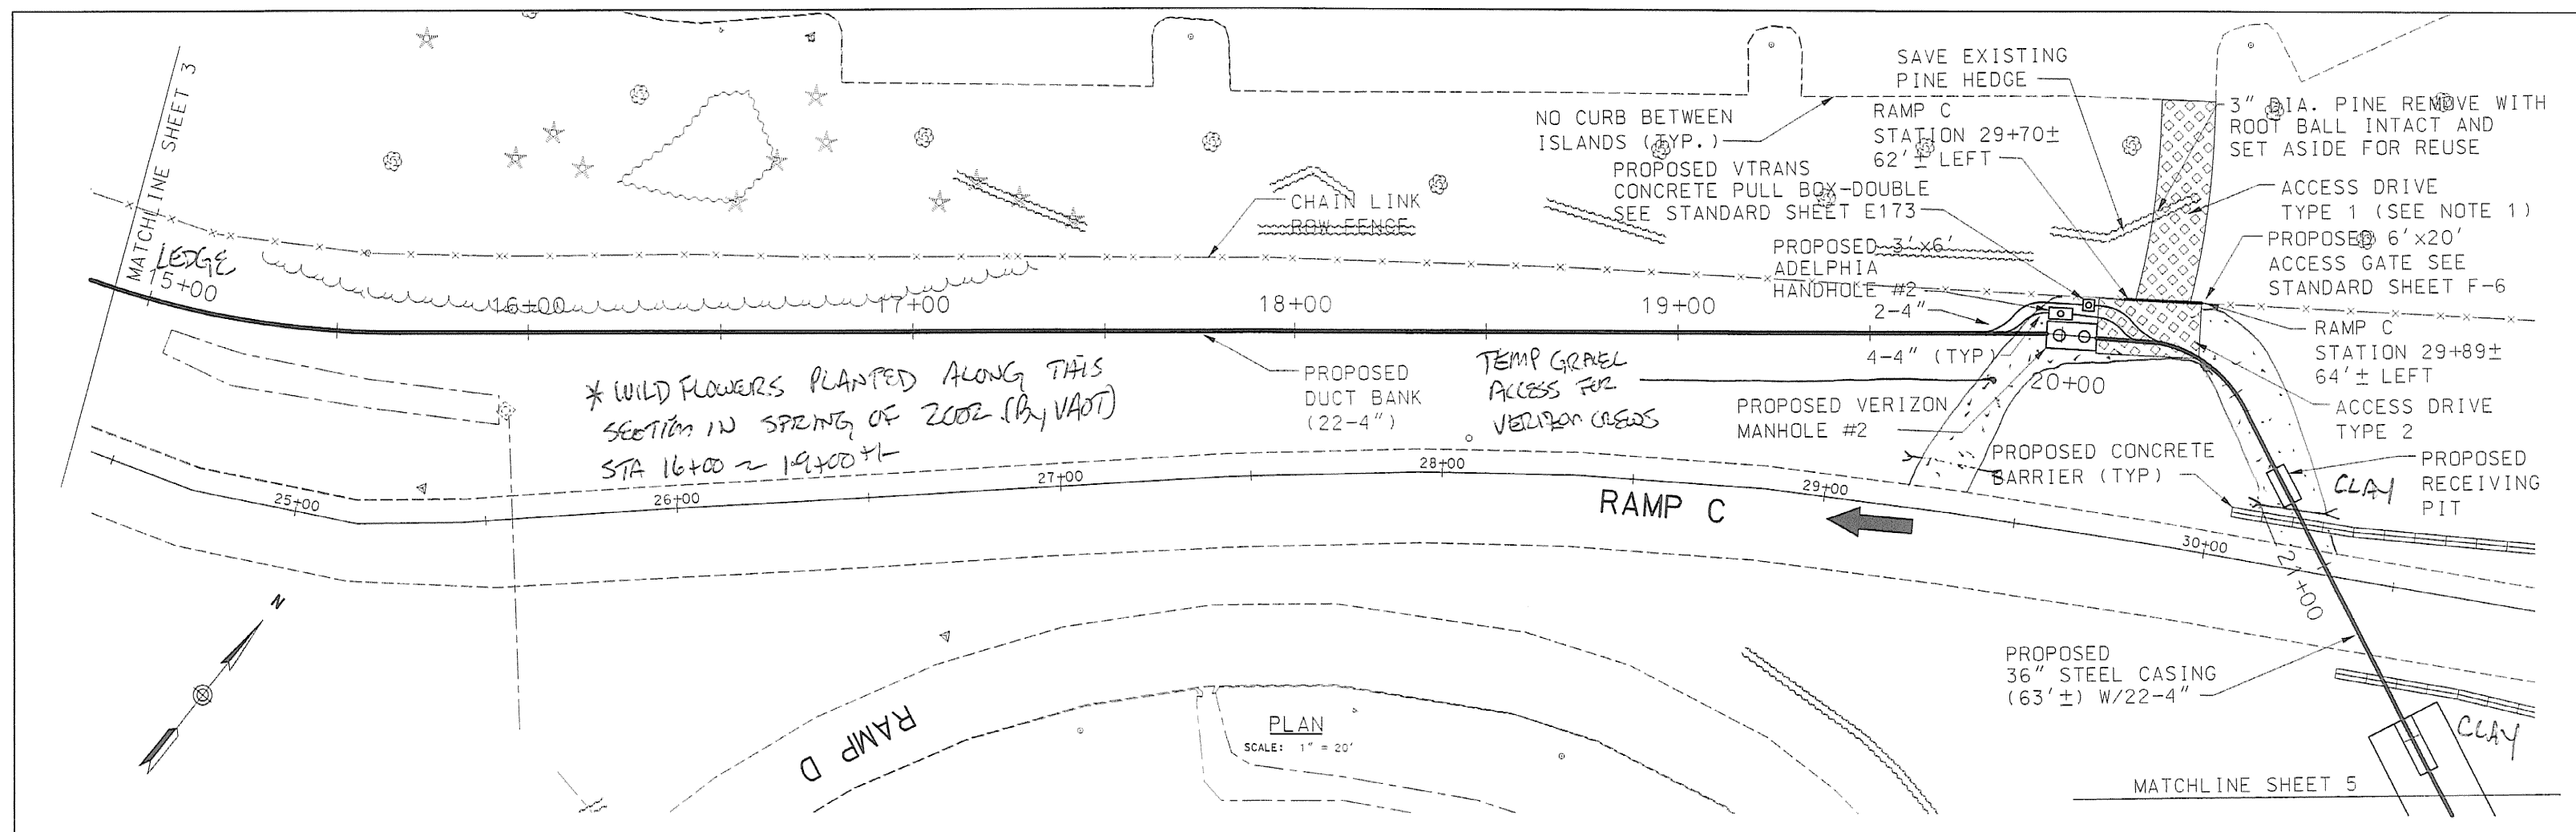 MATCHLINE SHEET 3
LEDGE
15+00
16+00
17+00
18+00
19+00
20+00
21+00
CHAIN LINK
ROW FENCE
NO CURB BETWEEN
ISLANDS (TYP.)
SAVE EXISTING
PINE HEDGE
RAMP C
STATION 29+70±
62'± LEFT
PROPOSED VTRANS
CONCRETE PULL BOX-DOUBLE
SEE STANDARD SHEET E173
PROPOSED 3'x6'
ADELPHIA
HANDHOLE #2
2-4"
4-4" (TYP)
3" DIA. PINE REMOVE WITH
ROOT BALL INTACT AND
SET ASIDE FOR REUSE
ACCESS DRIVE
TYPE 1 (SEE NOTE 1)
PROPOSED 6'x20'
ACCESS GATE SEE
STANDARD SHEET F-6
RAMP C
STATION 29+89±
64'± LEFT
ACCESS DRIVE
TYPE 2
PROPOSED
RECEIVING
PIT
CLAY
* WILD FLOWERS PLANTED ALONG THIS
SECTION IN SPRING OF 2002 (By VAOT)
STA 16+00 ~ 19+00 +/-
PROPOSED
DUCT BANK
(22-4")
TEMP GRAVEL
ACCESS FOR
VERIZON CREWS
PROPOSED VERIZON
MANHOLE #2
PROPOSED CONCRETE
BARRIER (TYP)
25+00
26+00
27+00
28+00
29+00
30+00
RAMP C
N
RAMP D
PLAN
SCALE: 1" = 20'
PROPOSED
36" STEEL CASING
(63'±) W/22-4"
CLAY
MATCHLINE SHEET 5